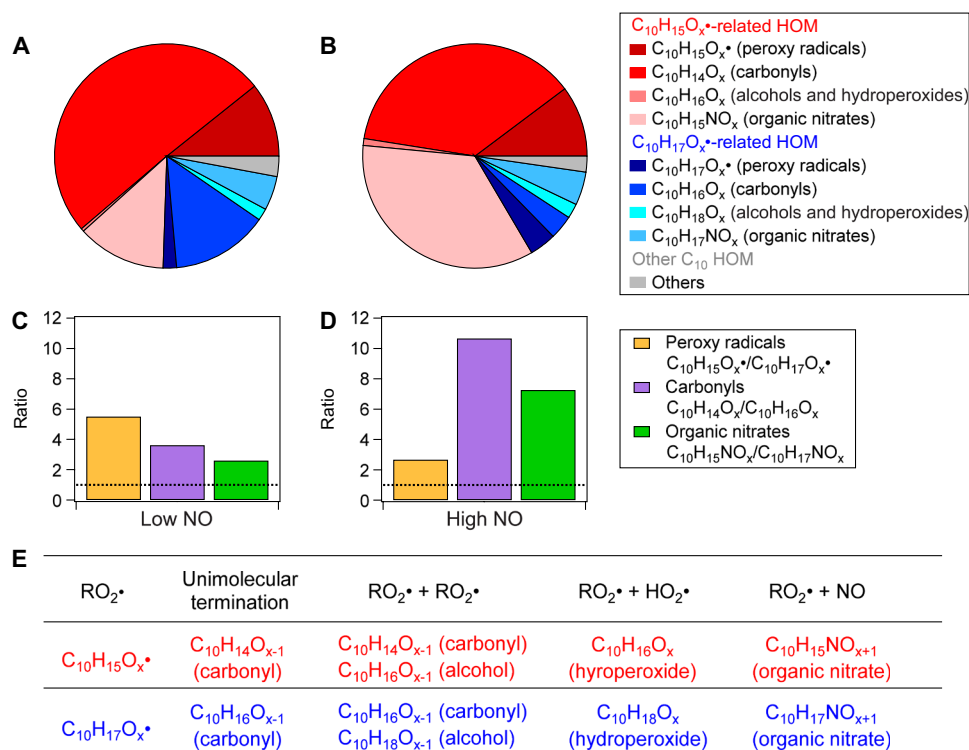 A
B
C₁₀H₁₅Oₓ•-related HOM
C₁₀H₁₅Oₓ• (peroxy radicals)
C₁₀H₁₄Oₓ (carbonyls)
C₁₀H₁₆Oₓ (alcohols and hydroperoxides)
C₁₀H₁₅NOₓ (organic nitrates)
C₁₀H₁₇Oₓ•-related HOM
C₁₀H₁₇Oₓ• (peroxy radicals)
C₁₀H₁₆Oₓ (carbonyls)
C₁₀H₁₈Oₓ (alcohols and hydroperoxides)
C₁₀H₁₇NOₓ (organic nitrates)
Other C₁₀ HOM
Others
C
12
10
8
6
4
2
0
Ratio
Low NO
D
12
10
8
6
4
2
0
Ratio
High NO
Peroxy radicals
C₁₀H₁₅Oₓ•/C₁₀H₁₇Oₓ•
Carbonyls
C₁₀H₁₄Oₓ/C₁₀H₁₆Oₓ
Organic nitrates
C₁₀H₁₅NOₓ/C₁₀H₁₇NOₓ
E
RO₂•
Unimolecular
termination
RO₂• + RO₂•
RO₂• + HO₂•
RO₂• + NO
C₁₀H₁₅Oₓ•
C₁₀H₁₄Oₓ₋₁
(carbonyl)
C₁₀H₁₄Oₓ₋₁ (carbonyl)
C₁₀H₁₆Oₓ₋₁ (alcohol)
C₁₀H₁₆Oₓ
(hyroperoxide)
C₁₀H₁₅NOₓ₊₁
(organic nitrate)
C₁₀H₁₇Oₓ•
C₁₀H₁₆Oₓ₋₁
(carbonyl)
C₁₀H₁₆Oₓ₋₁ (carbonyl)
C₁₀H₁₈Oₓ₋₁ (alcohol)
C₁₀H₁₈Oₓ
(hydroperoxide)
C₁₀H₁₇NOₓ₊₁
(organic nitrate)